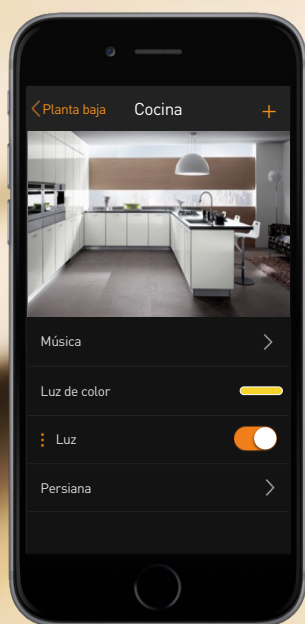 Planta baja
Cocina
Música
Luz de color
Luz
Persiana